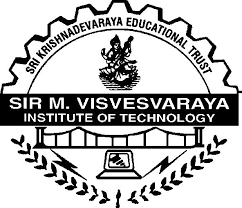 SRI KRISHNADEVARAYA EDUCATIONAL TRUST
SIR M. VISVESVARAYA
INSTITUTE OF TECHNOLOGY